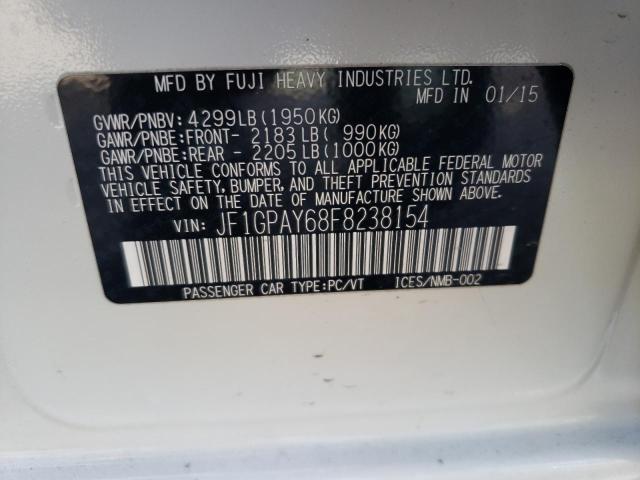 MFD BY FUJI HEAVY INDUSTRIES LTD.
MFD IN 01/15
GVWR/PNBV: 4299LB(1950KG)
GAWR/PNBE:FRONT- 2183LB( 990KG)
GAWR/PNBE:REAR - 2205LB(1000KG)
THIS VEHICLE CONFORMS TO ALL APPLICABLE FEDERAL MOTOR
VEHICLE SAFETY, BUMPER, AND THEFT PREVENTION STANDARDS
IN EFFECT ON THE DATE OF MANUFACTURE SHOWN ABOVE.
VIN: JF1GPAY68F8238154
PASSENGER CAR TYPE:PC/VT ICES/NMB-002